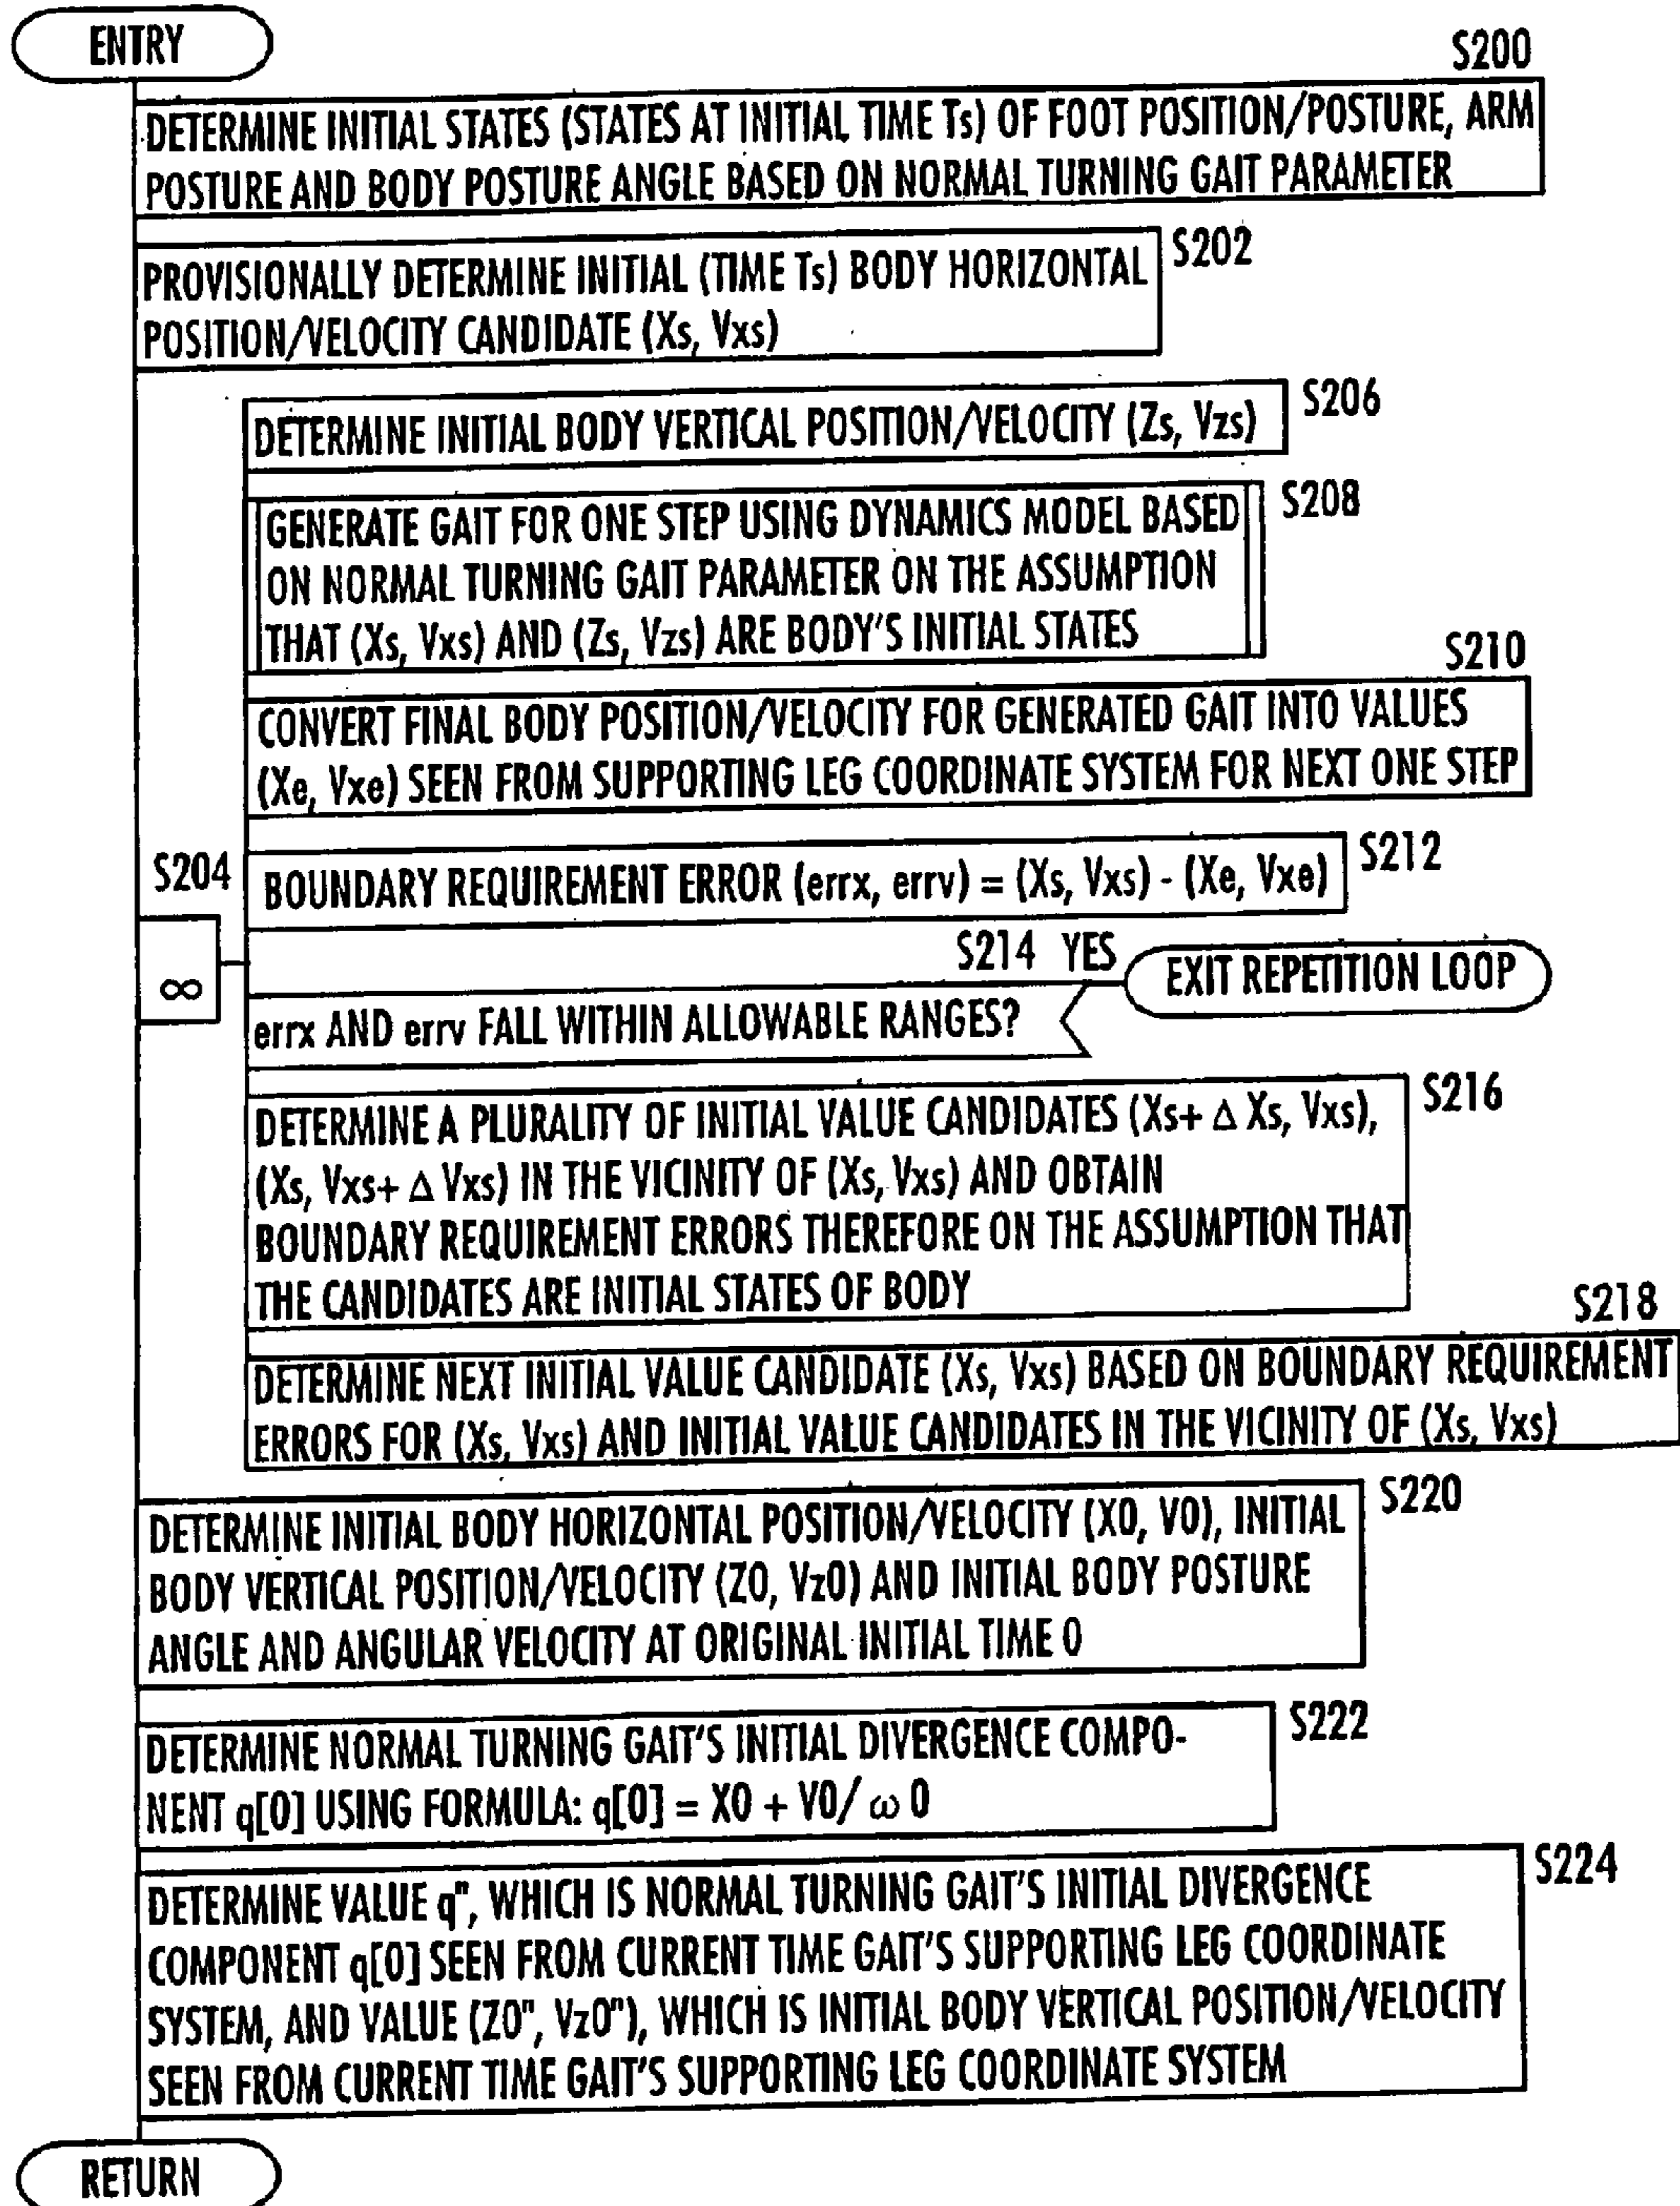 ENTRY
S200
DETERMINE INITIAL STATES (STATES AT INITIAL TIME Ts) OF FOOT POSITION/POSTURE, ARM
POSTURE AND BODY POSTURE ANGLE BASED ON NORMAL TURNING GAIT PARAMETER
S202
PROVISIONALLY DETERMINE INITIAL (TIME Ts) BODY HORIZONTAL
POSITION/VELOCITY CANDIDATE (Xs, Vxs)
S206
DETERMINE INITIAL BODY VERTICAL POSITION/VELOCITY (Zs, Vzs)
S208
GENERATE GAIT FOR ONE STEP USING DYNAMICS MODEL BASED
ON NORMAL TURNING GAIT PARAMETER ON THE ASSUMPTION
THAT (Xs, Vxs) AND (Zs, Vzs) ARE BODY'S INITIAL STATES
S210
CONVERT FINAL BODY POSITION/VELOCITY FOR GENERATED GAIT INTO VALUES
(Xe, Vxe) SEEN FROM SUPPORTING LEG COORDINATE SYSTEM FOR NEXT ONE STEP
S204
∞
S212
BOUNDARY REQUIREMENT ERROR (errx, errv) = (Xs, Vxs) - (Xe, Vxe)
S214 YES
EXIT REPETITION LOOP
errx AND errv FALL WITHIN ALLOWABLE RANGES?
S216
DETERMINE A PLURALITY OF INITIAL VALUE CANDIDATES (Xs+ Δ Xs, Vxs),
(Xs, Vxs+ Δ Vxs) IN THE VICINITY OF (Xs, Vxs) AND OBTAIN
BOUNDARY REQUIREMENT ERRORS THEREFORE ON THE ASSUMPTION THAT
THE CANDIDATES ARE INITIAL STATES OF BODY
S218
DETERMINE NEXT INITIAL VALUE CANDIDATE (Xs, Vxs) BASED ON BOUNDARY REQUIREMENT
ERRORS FOR (Xs, Vxs) AND INITIAL VALUE CANDIDATES IN THE VICINITY OF (Xs, Vxs)
S220
DETERMINE INITIAL BODY HORIZONTAL POSITION/VELOCITY (X0, V0), INITIAL
BODY VERTICAL POSITION/VELOCITY (Z0, Vz0) AND INITIAL BODY POSTURE
ANGLE AND ANGULAR VELOCITY AT ORIGINAL INITIAL TIME 0
S222
DETERMINE NORMAL TURNING GAIT'S INITIAL DIVERGENCE COMPO-
NENT q[0] USING FORMULA: q[0] = X0 + V0/ ω 0
S224
DETERMINE VALUE q", WHICH IS NORMAL TURNING GAIT'S INITIAL DIVERGENCE
COMPONENT q[0] SEEN FROM CURRENT TIME GAIT'S SUPPORTING LEG COORDINATE
SYSTEM, AND VALUE (Z0", Vz0"), WHICH IS INITIAL BODY VERTICAL POSITION/VELOCITY
SEEN FROM CURRENT TIME GAIT'S SUPPORTING LEG COORDINATE SYSTEM
RETURN